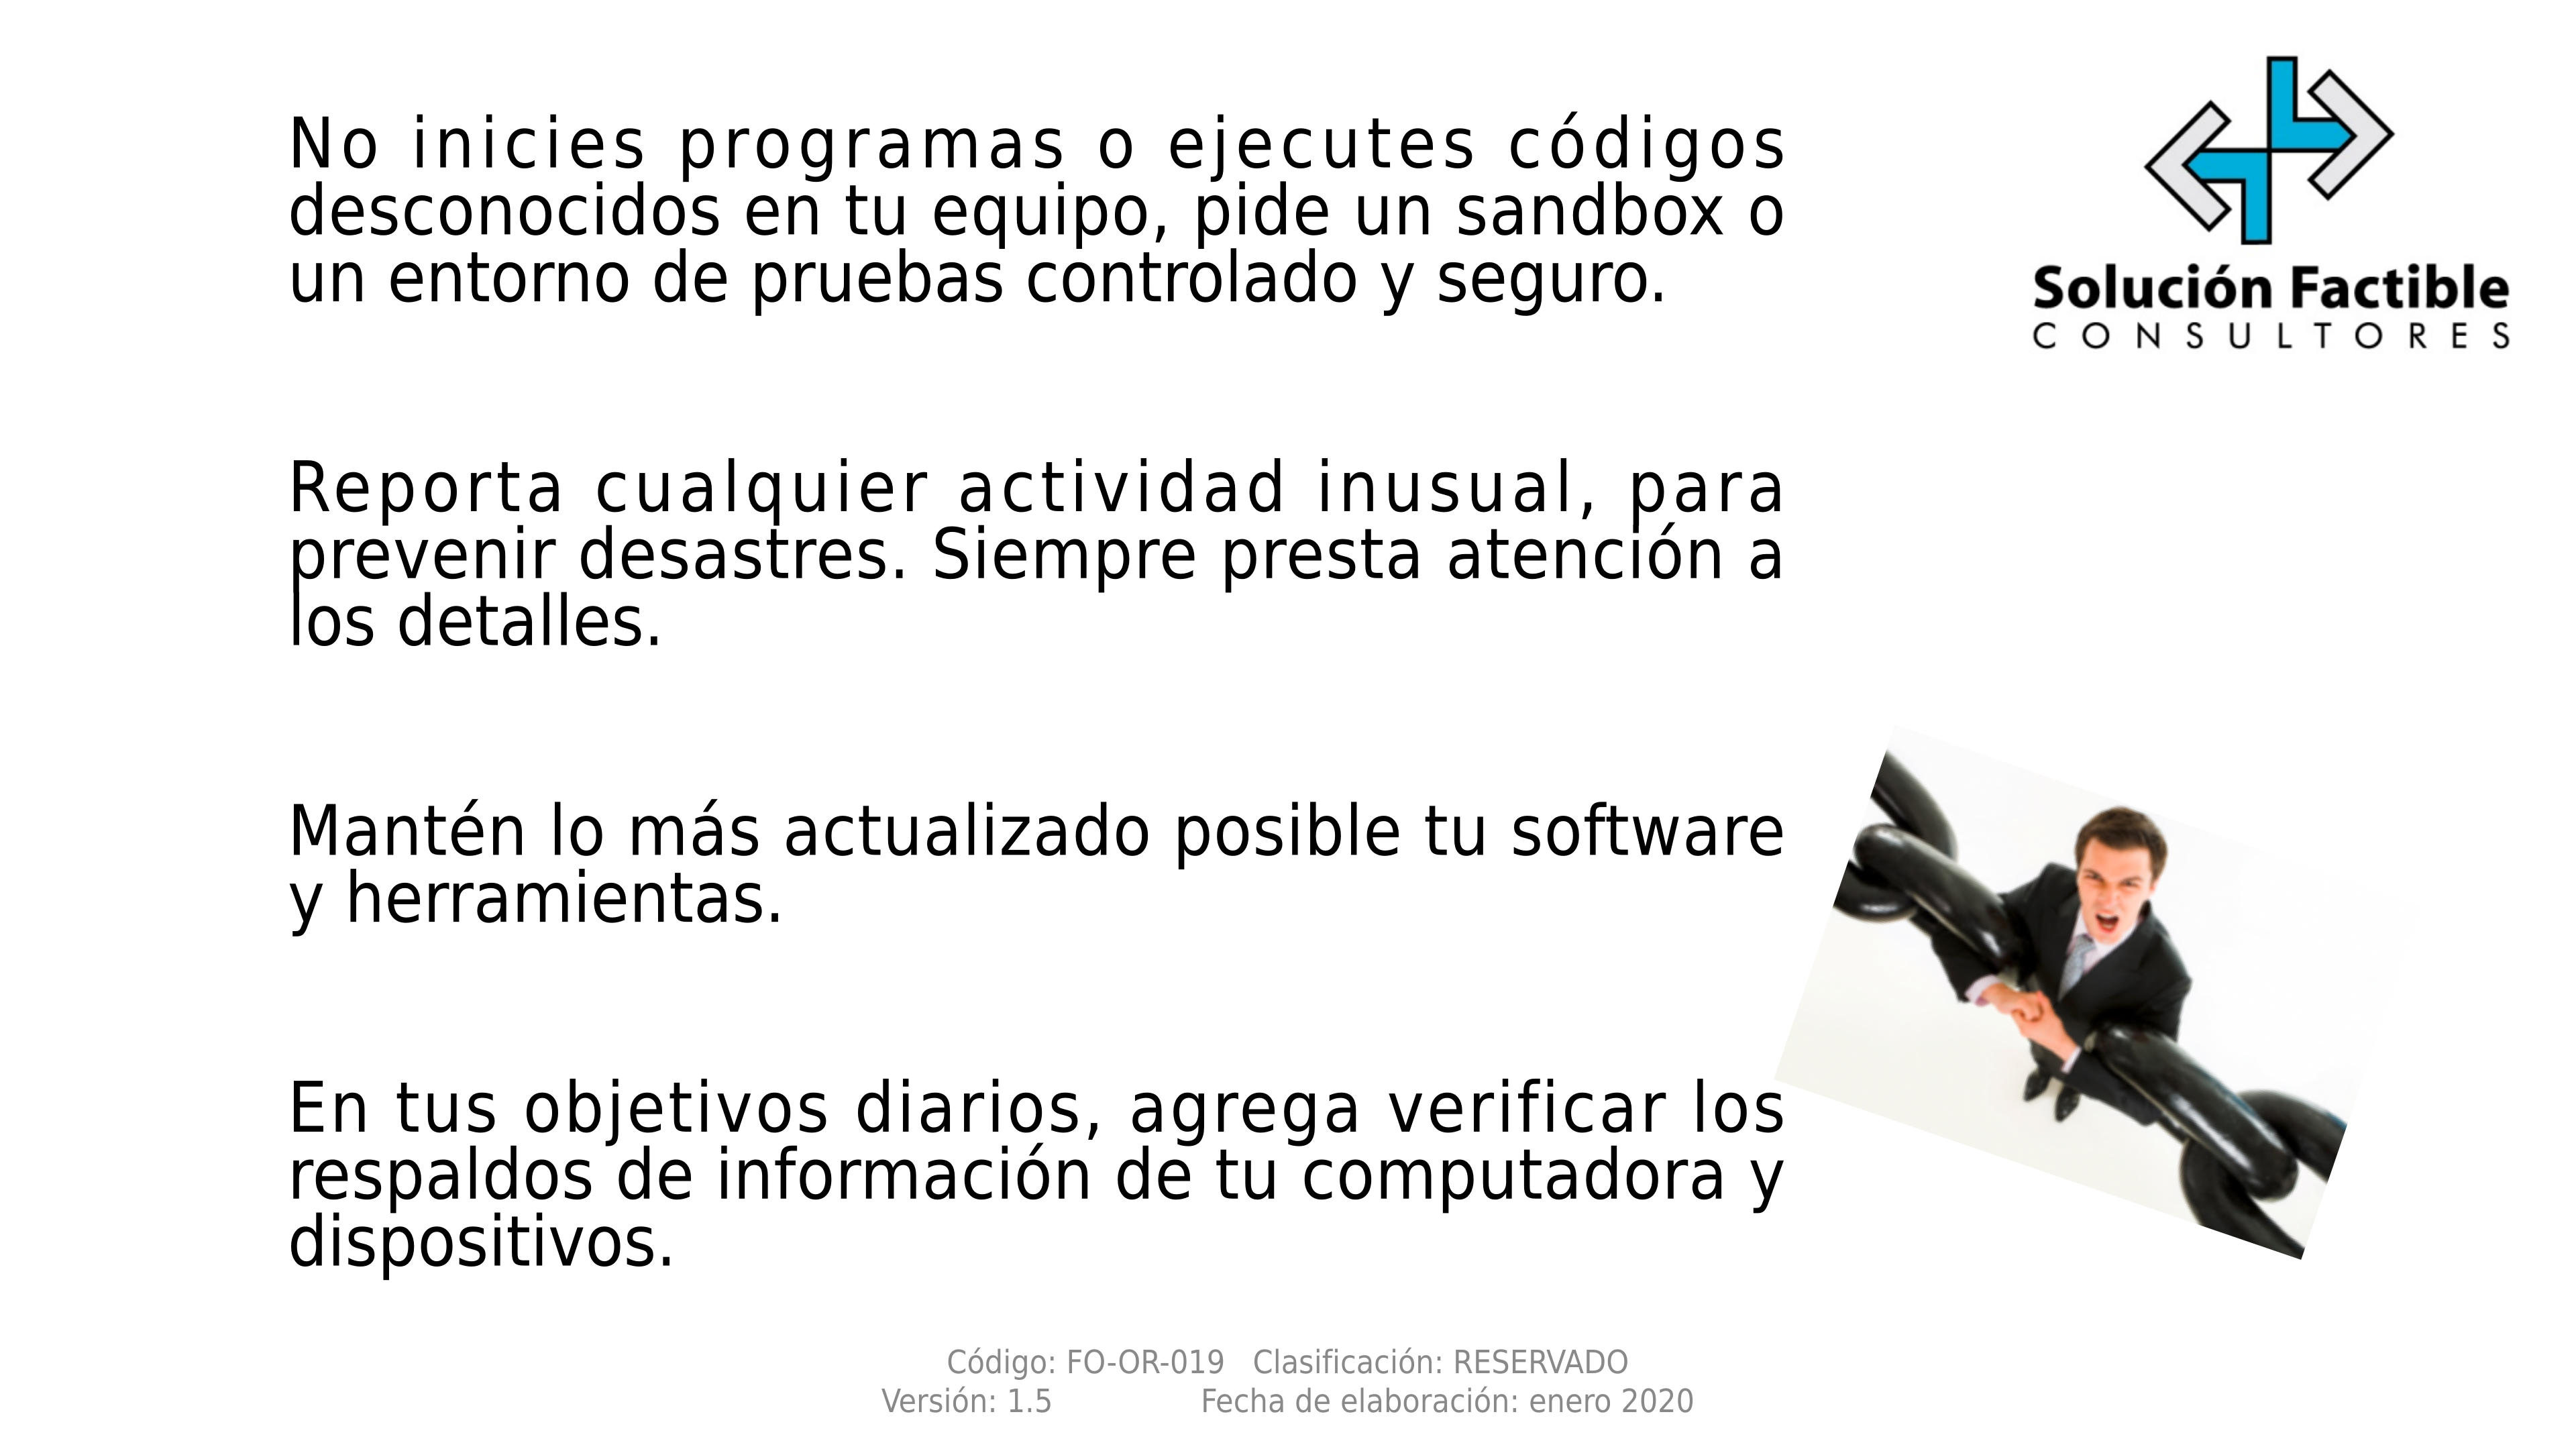 No inicies programas o ejecutes códigos
desconocidos en tu equipo, pide un sandbox o
un entorno de pruebas controlado y seguro.
Reporta cualquier actividad inusual, para
prevenir desastres. Siempre presta atención a
los detalles.
Mantén lo más actualizado posible tu software
y herramientas.
En tus objetivos diarios, agrega verificar los
respaldos de información de tu computadora y
dispositivos.
Solución Factible
CONSULTORES
Código: FO-OR-019 Clasificación: RESERVADO
Versión: 1.5 Fecha de elaboración: enero 2020